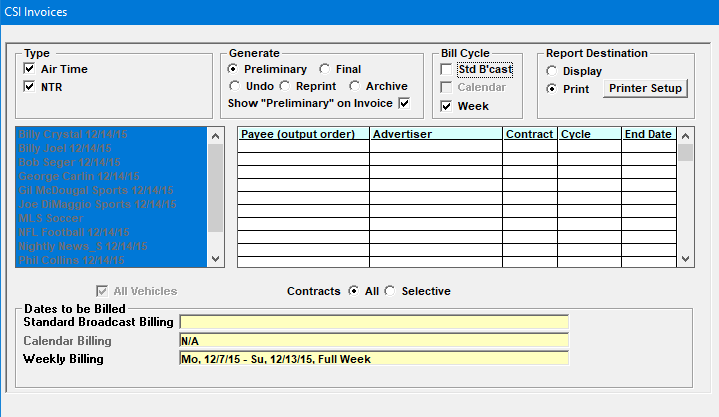 CSI Invoices
Type
Air Time
NTR
Generate
Preliminary Final
Undo Reprint Archive
Show "Preliminary" on Invoice
Bill Cycle
Std B'cast
Calendar
Week
Report Destination
Display
Print Printer Setup
Billy Crystal 12/14/15
Billy Joel 12/14/15
Bob Seger 12/14/15
George Carlin 12/14/15
Gil McDougal Sports 12/14/15
Joe DiMaggio Sports 12/14/15
MLS Soccer
NFL Football 12/14/15
Nightly News_S 12/14/15
Phil Collins 12/14/15
Payee (output order) Advertiser Contract Cycle End Date
All Vehicles
Contracts All Selective
Dates to be Billed
Standard Broadcast Billing
Calendar Billing N/A
Weekly Billing Mo, 12/7/15 - Su, 12/13/15, Full Week